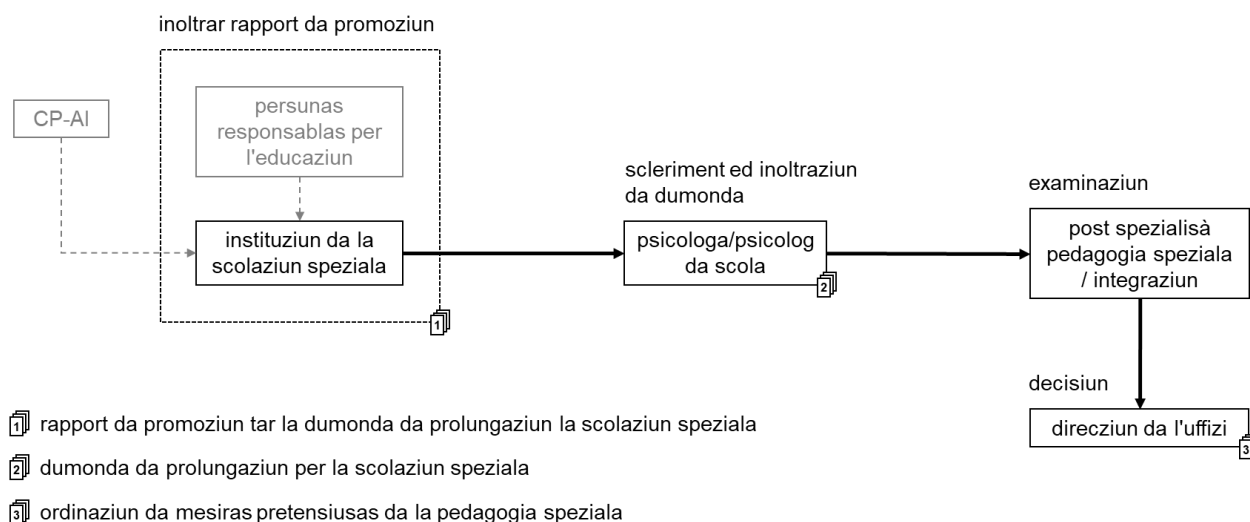 inoltrar rapport da promoziun
CP-AI
persunas
responsablas per
l'educaziun
instituziun da la
scolaziun speziala
1
scleriment ed inoltraziun
da dumonda
psicologa/psicolog
da scola
2
examinaziun
post spezialisà
pedagogia speziala
/ integraziun
decisiun
direcziun da l'uffizi
3
1 rapport da promoziun tar la dumonda da prolungaziun la scolaziun speziala
2 dumonda da prolungaziun per la scolaziun speziala
3 ordinaziun da mesiras pretensiusas da la pedagogia speziala